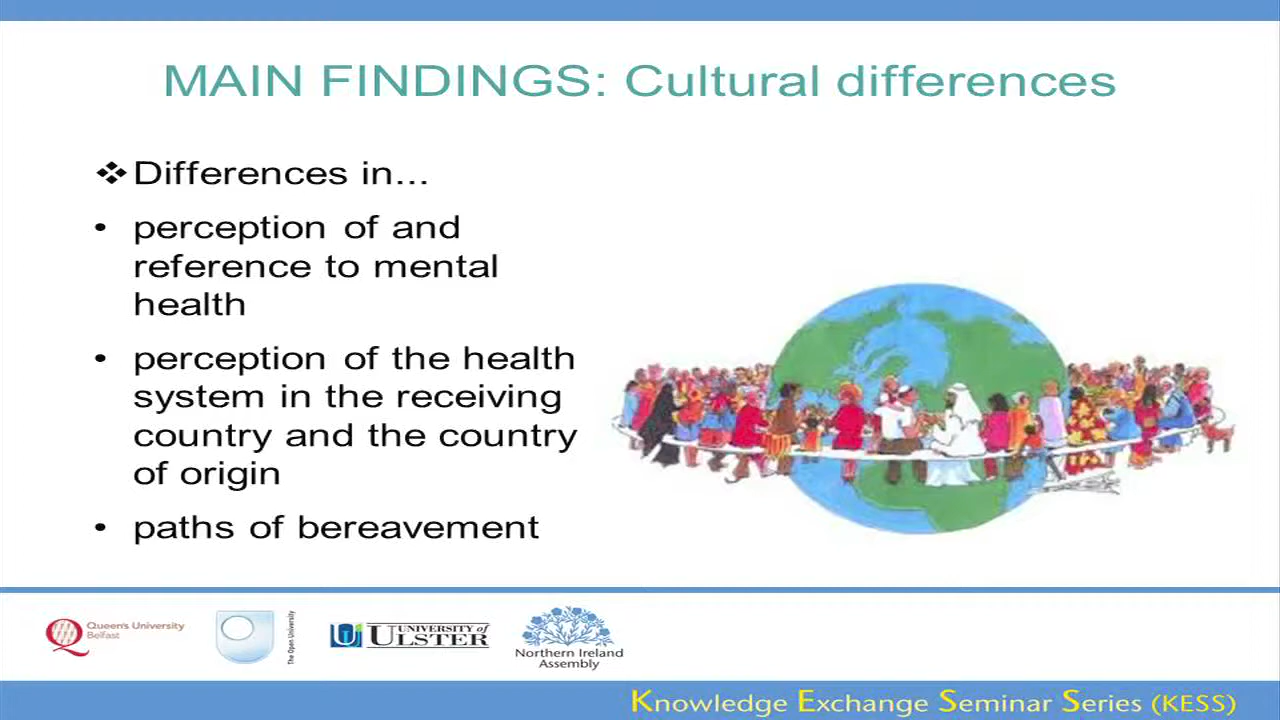 MAIN FINDINGS: Cultural differences
❖Differences in...
• perception of and
reference to mental
health
• perception of the health
system in the receiving
country and the country
of origin
• paths of bereavement
Queen's University
Belfast
The Open University
UNIVERSITY of
ULSTER
Northern Ireland
Assembly
Knowledge Exchange Seminar Series (KESS)